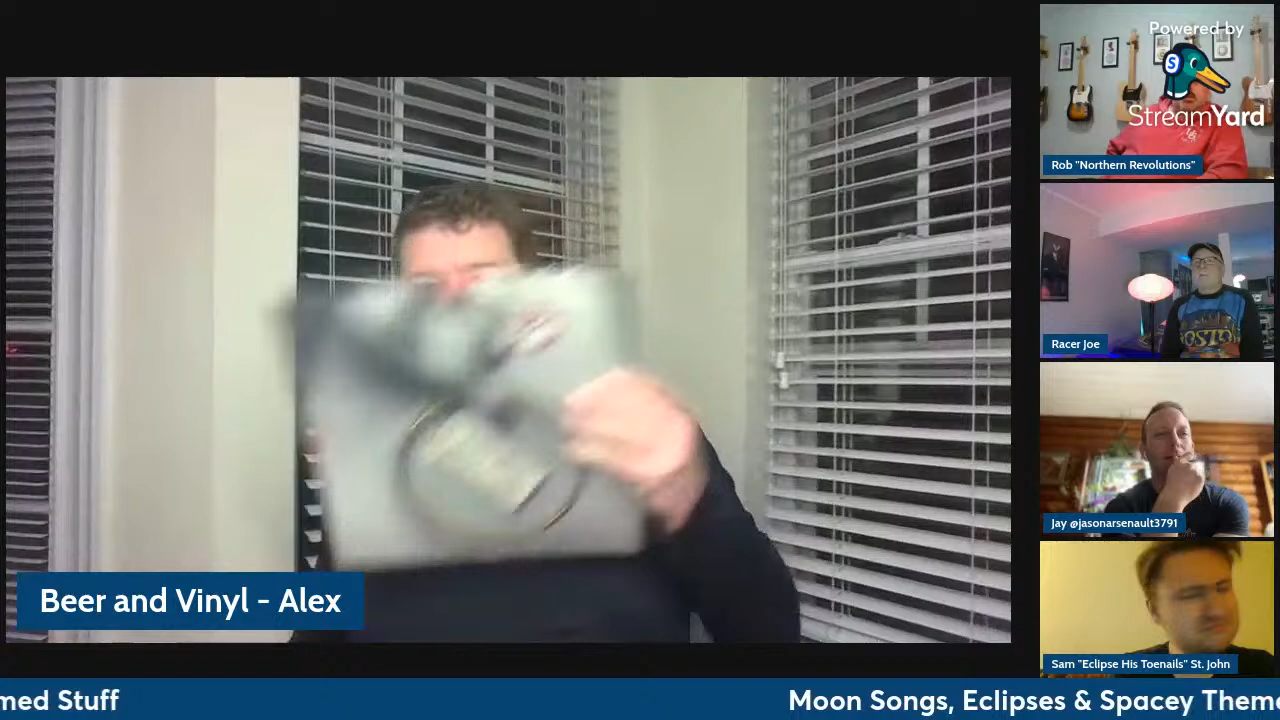 Powered by
S
StreamYard
Rob "Northern Revolutions"
Racer Joe
BOSTON
Jay @jasonarsenault3791
Beer and Vinyl - Alex
Sam "Eclipse His Toenails" St. John
med Stuff
Moon Songs, Eclipses & Spacey Theme